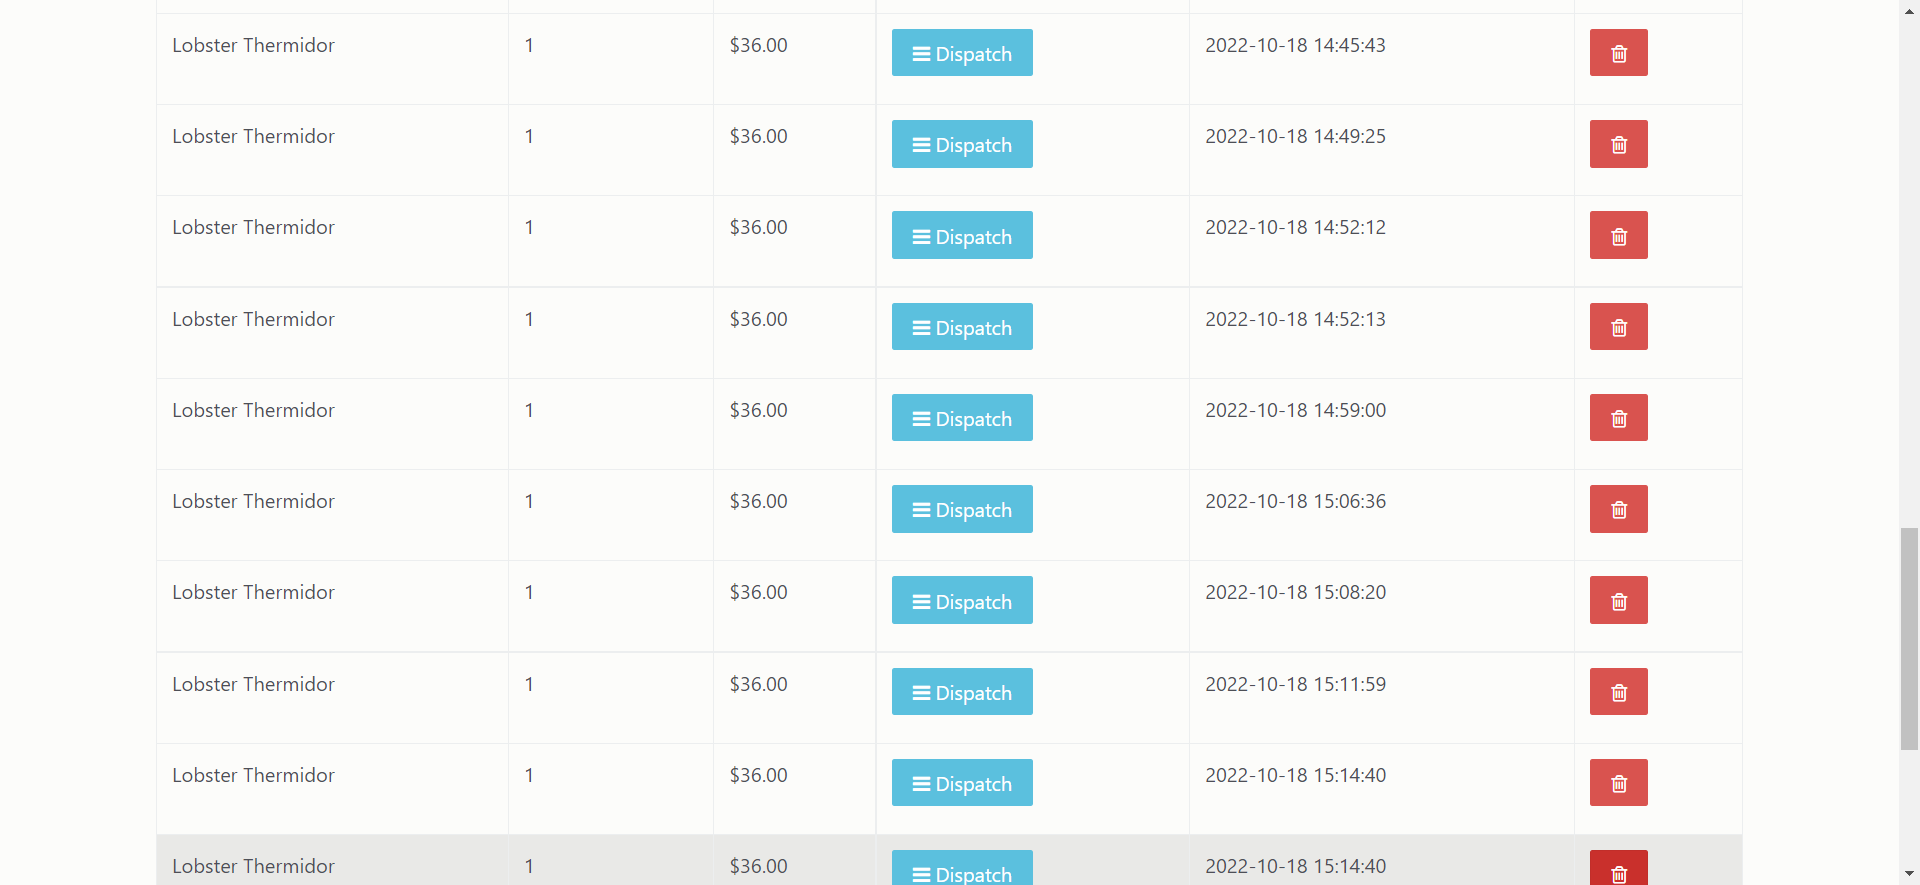 Lobster Thermidor 1 $36.00 Dispatch 2022-10-18 14:45:43
Lobster Thermidor 1 $36.00 Dispatch 2022-10-18 14:49:25
Lobster Thermidor 1 $36.00 Dispatch 2022-10-18 14:52:12
Lobster Thermidor 1 $36.00 Dispatch 2022-10-18 14:52:13
Lobster Thermidor 1 $36.00 Dispatch 2022-10-18 14:59:00
Lobster Thermidor 1 $36.00 Dispatch 2022-10-18 15:06:36
Lobster Thermidor 1 $36.00 Dispatch 2022-10-18 15:08:20
Lobster Thermidor 1 $36.00 Dispatch 2022-10-18 15:11:59
Lobster Thermidor 1 $36.00 Dispatch 2022-10-18 15:14:40
Lobster Thermidor 1 $36.00 Dispatch 2022-10-18 15:14:40